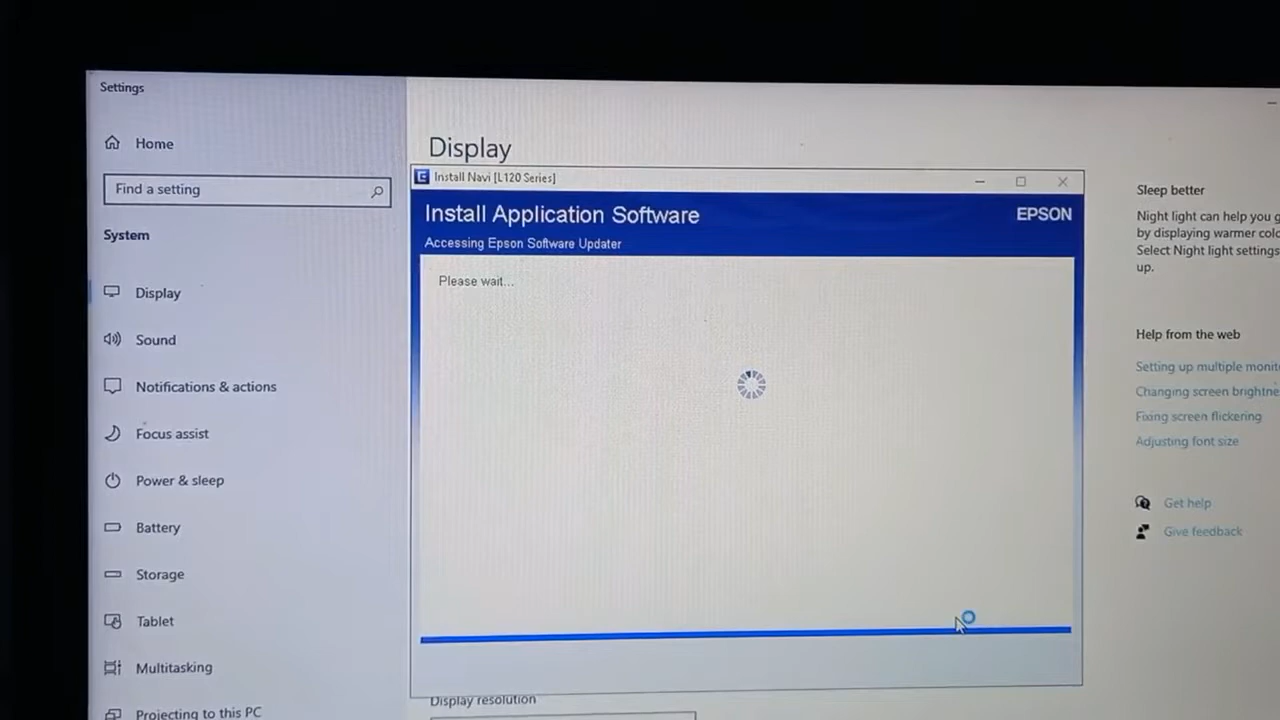 Settings
Home
Find a setting
System
Display
Sound
Notifications & actions
Focus assist
Power & sleep
Battery
Storage
Tablet
Multitasking
Projecting to this PC
Display
Install Navi [L120 Series]
Install Application Software
EPSON
Accessing Epson Software Updater
Please wait...
Display resolution
Sleep better
Night light can help you
by displaying warmer
Select Night light settings
up.
Help from the web
Setting up multiple
Changing screen
Fixing screen flickering
Adjusting font size
Get help
Give feedback